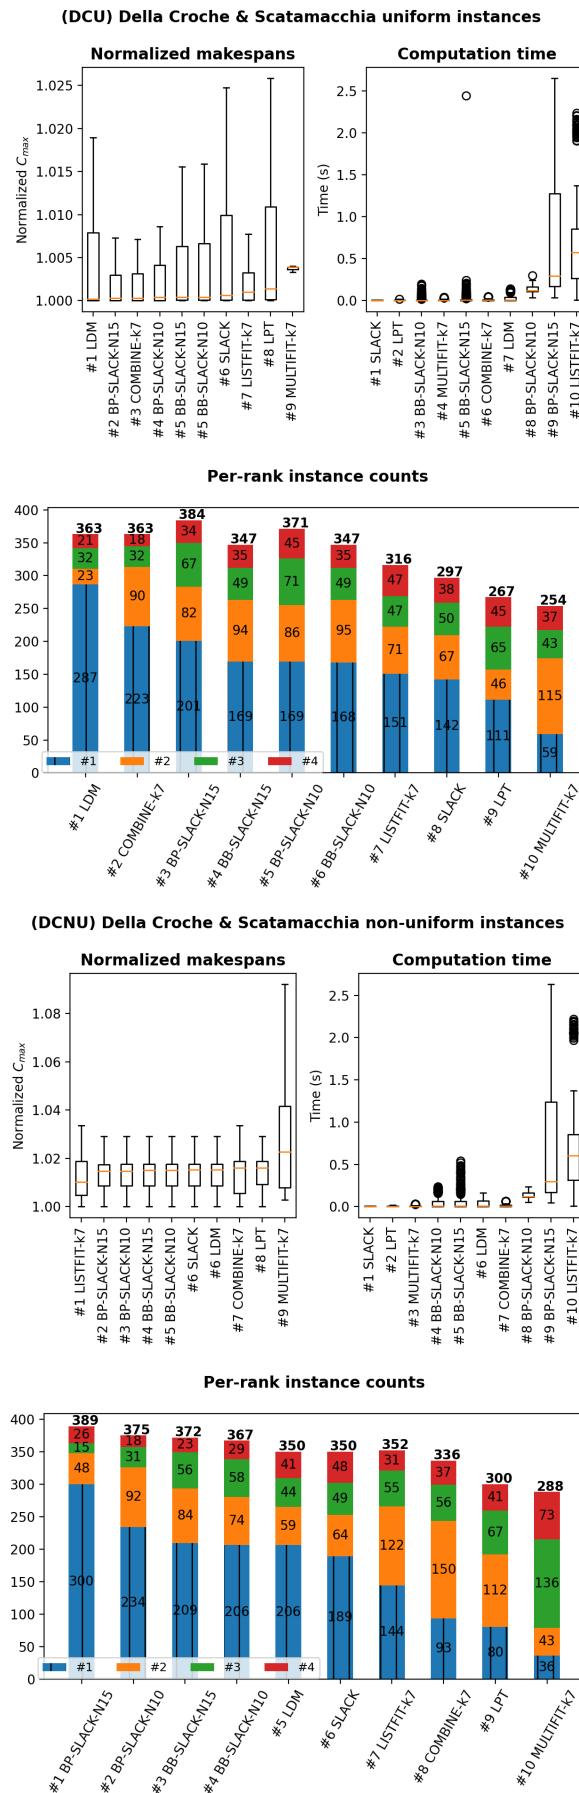 (DCU) Della Croche & Scatamacchia uniform instances
Normalized makespans
Computation time
Normalized C_max
1.025
1.020
1.015
1.010
1.005
1.000
#1 LDM
#2 BP-SLACK-N15
#3 COMBINE-k7
#4 BP-SLACK-N10
#5 BB-SLACK-N15
#5 BB-SLACK-N10
#6 SLACK
#7 LISTFIT-k7
#8 LPT
#9 MULTIFIT-k7
Time (s)
2.5
2.0
1.5
1.0
0.5
0.0
#1 SLACK
#2 LPT
#3 BB-SLACK-N10
#4 MULTIFIT-k7
#5 BB-SLACK-N15
#6 COMBINE-k7
#7 LDM
#8 BP-SLACK-N10
#9 BP-SLACK-N15
#10 LISTFIT-k7
Per-rank instance counts
400
350
300
250
200
150
100
50
0
363 363 384 347 371 347 316 297 267 254
21 18 34 35 45 35 47 38 45 37
32 32 67 49 71 49 47 50 65 43
23 90 82 94 86 95 71 67 46 115
287 223 201 169 169 168 151 142 111 59
#1 #2 #3 #4
#1 LDM
#2 COMBINE-k7
#3 BP-SLACK-N15
#4 BB-SLACK-N15
#5 BP-SLACK-N10
#6 BB-SLACK-N10
#7 LISTFIT-k7
#8 SLACK
#9 LPT
#10 MULTIFIT-k7
(DCNU) Della Croche & Scatamacchia non-uniform instances
Normalized makespans
Computation time
Normalized C_max
1.08
1.06
1.04
1.02
1.00
#1 LISTFIT-k7
#2 BP-SLACK-N15
#3 BP-SLACK-N10
#4 BB-SLACK-N15
#5 BB-SLACK-N10
#6 SLACK
#6 LDM
#7 COMBINE-k7
#8 LPT
#9 MULTIFIT-k7
Time (s)
2.5
2.0
1.5
1.0
0.5
0.0
#1 SLACK
#2 LPT
#3 MULTIFIT-k7
#4 BB-SLACK-N10
#5 BB-SLACK-N15
#6 LDM
#7 COMBINE-k7
#8 BP-SLACK-N10
#9 BP-SLACK-N15
#10 LISTFIT-k7
Per-rank instance counts
400
350
300
250
200
150
100
50
0
389 375 372 367 350 350 352 336 300 288
26 18 23 29 41 48 31 37 41 73
15 31 56 58 44 49 55 56 67 136
48 92 84 74 59 64 122 150 112 43
300 234 209 206 206 189 144 93 80 36
#1 #2 #3 #4
#1 BP-SLACK-N15
#2 BP-SLACK-N10
#3 BB-SLACK-N15
#4 BB-SLACK-N10
#5 LDM
#6 SLACK
#7 LISTFIT-k7
#8 COMBINE-k7
#9 LPT
#10 MULTIFIT-k7